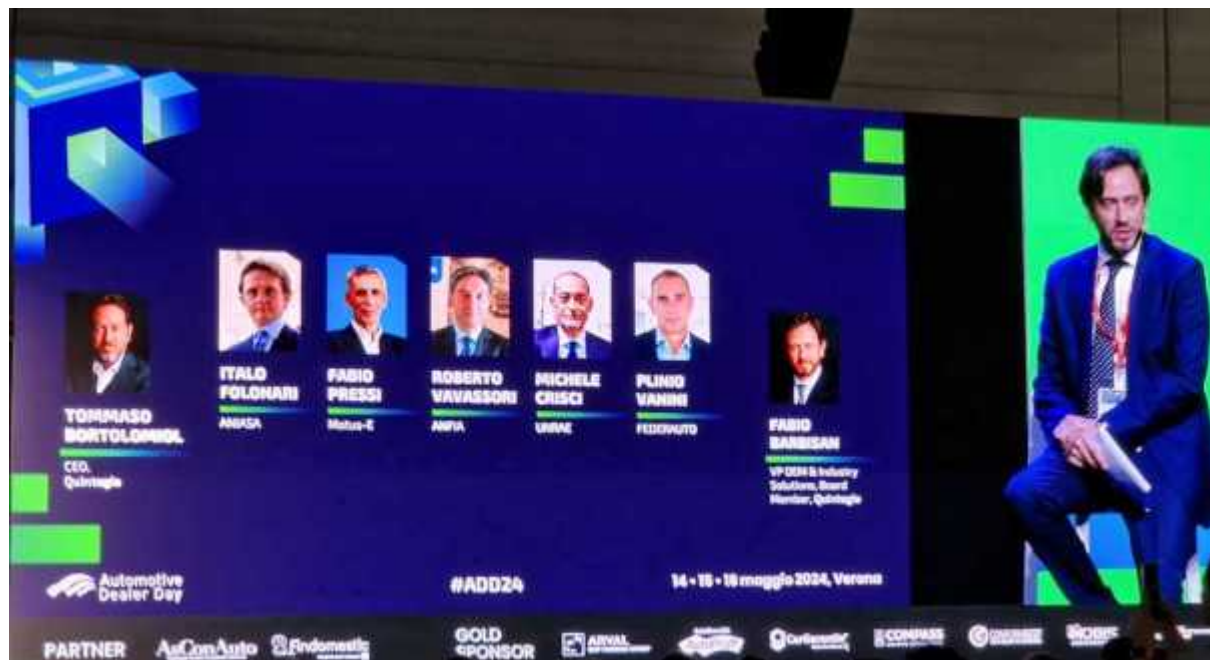 TOMMASO
BORTOLOMIOL
CEO,
Quintegia
ITALO
FOLONARI
ANIASA
FABIO
PRESSI
Motus-E
ROBERTO
VAVASSORI
ANFIA
MICHELE
CRISCI
UNRAE
PLINIO
VANINI
FEDERAUTO
FABIO
BARBISAN
VP OEM & Industry
Solutions, Board
Member, Quintegia
Automotive
Dealer Day
#ADD24
14 • 15 • 16 maggio 2024, Verona
PARTNER
AsConAuto
Findomestic
GOLD
SPONSOR
ARVAL
CarGarantie
COMPASS
NOBIS